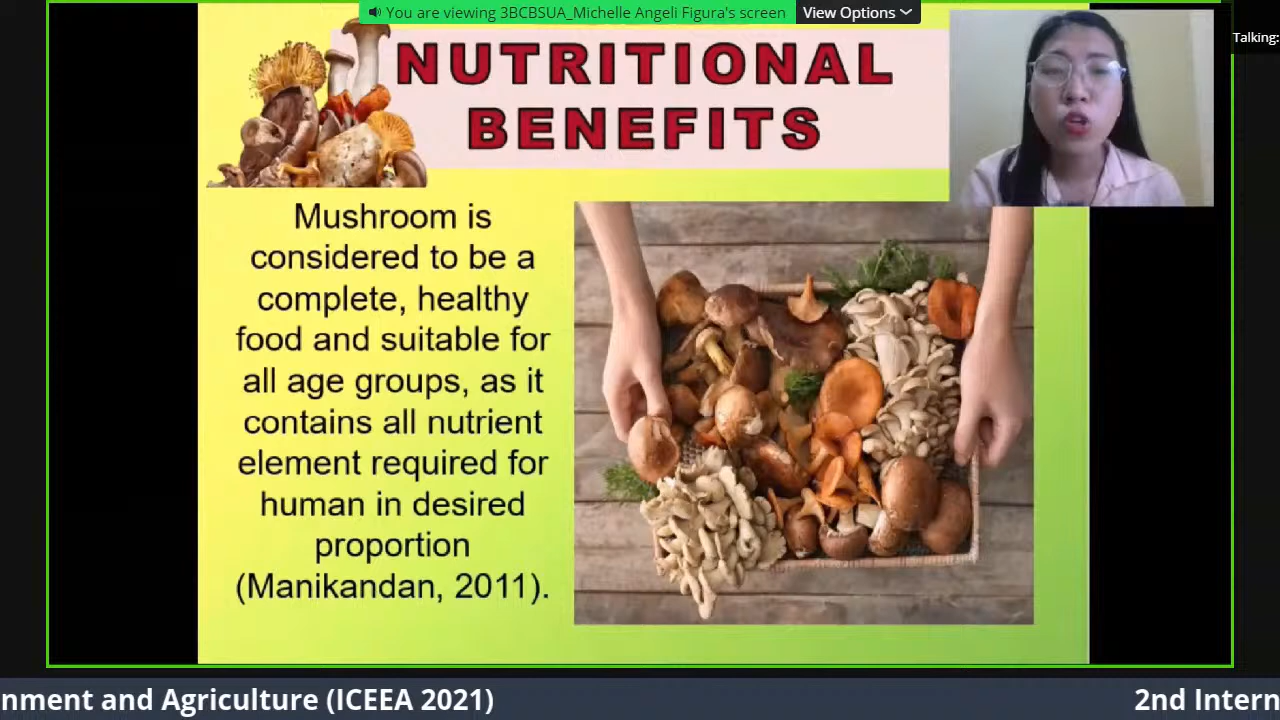 You are viewing 3BCBSUA_Michelle Angeli Figura's screen
View Options
Talking:
NUTRITIONAL
BENEFITS
Mushroom is
considered to be a
complete, healthy
food and suitable for
all age groups, as it
contains all nutrient
element required for
human in desired
proportion
(Manikandan, 2011).
nment and Agriculture (ICEEA 2021)
2nd Intern